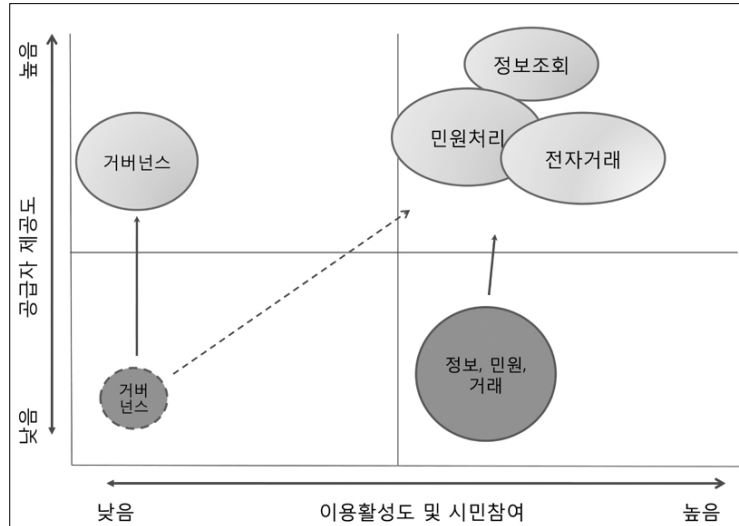 높음
정보조회
민원처리
전자거래
거버넌스
공급자 제공도
정보, 민원,
거래
거버
넌스
낮음
낮음
이용활성도 및 시민참여
높음